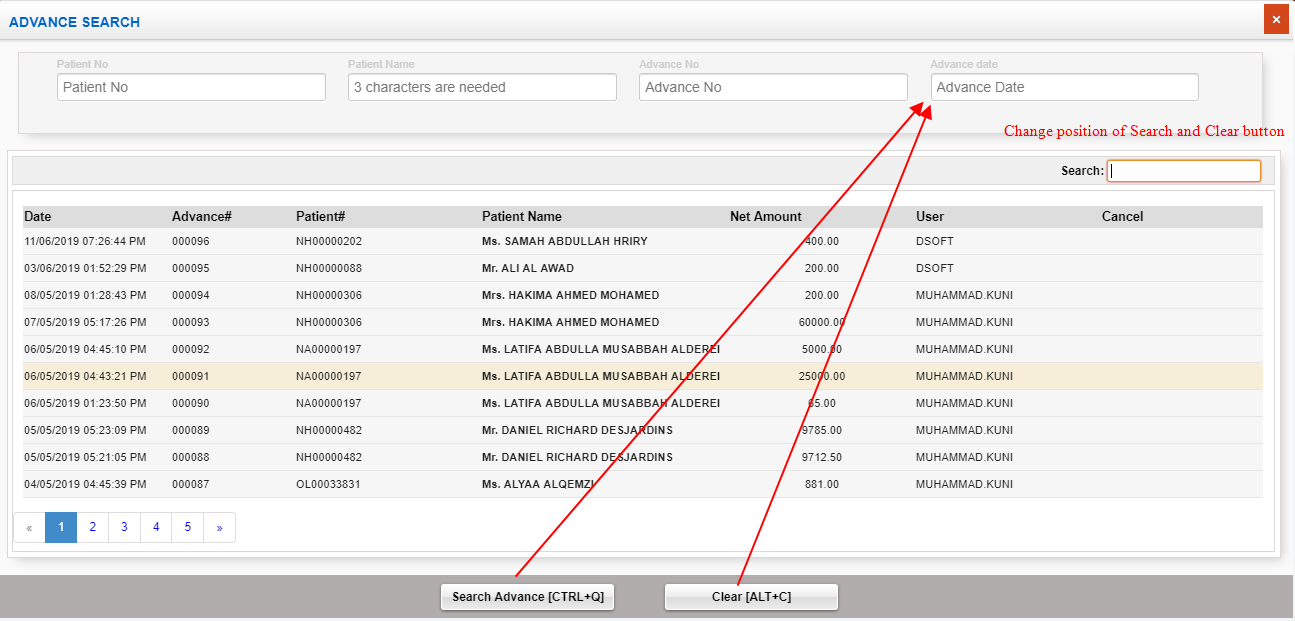 ADVANCE SEARCH
×
Patient No Patient Name Advance No Advance date
Patient No 3 characters are needed Advance No Advance Date
Change position of Search and Clear button
Search:
Date Advance# Patient# Patient Name Net Amount User Cancel
11/06/2019 07:26:44 PM 000096 NH00000202 Ms. SAMAH ABDULLAH HRIRY 400.00 DSOFT
03/06/2019 01:52:29 PM 000095 NH00000088 Mr. ALI AL AWAD 200.00 DSOFT
08/05/2019 01:28:43 PM 000094 NH00000306 Mrs. HAKIMA AHMED MOHAMED 200.00 MUHAMMAD.KUNI
07/05/2019 05:17:26 PM 000093 NH00000306 Mrs. HAKIMA AHMED MOHAMED 60000.00 MUHAMMAD.KUNI
06/05/2019 04:45:10 PM 000092 NA00000197 Ms. LATIFA ABDULLA MUSABBAH ALDEREI 5000.00 MUHAMMAD.KUNI
06/05/2019 04:43:21 PM 000091 NA00000197 Ms. LATIFA ABDULLA MUSABBAH ALDEREI 25000.00 MUHAMMAD.KUNI
06/05/2019 01:23:50 PM 000090 NA00000197 Ms. LATIFA ABDULLA MUSABBAH ALDEREI 65.00 MUHAMMAD.KUNI
05/05/2019 05:23:09 PM 000089 NH00000482 Mr. DANIEL RICHARD DESJARDINS 9785.00 MUHAMMAD.KUNI
05/05/2019 05:21:05 PM 000088 NH00000482 Mr. DANIEL RICHARD DESJARDINS 9712.50 MUHAMMAD.KUNI
04/05/2019 04:45:39 PM 000087 OL00033831 Ms. ALYAA ALQEMZI 881.00 MUHAMMAD.KUNI
« 1 2 3 4 5 »
Search Advance [CTRL+Q] Clear [ALT+C]